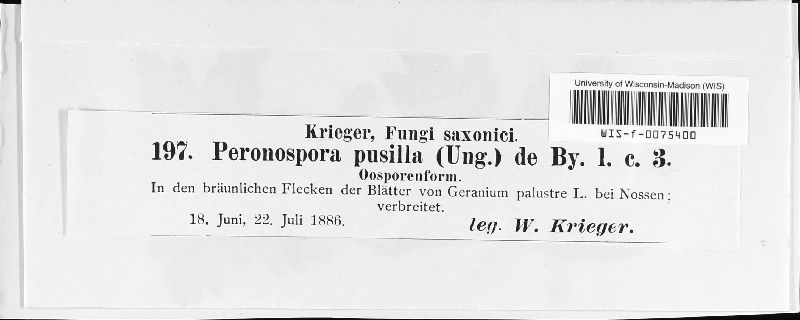 University of Wisconsin-Madison (WIS)
WIS-f-0075400
Krieger, Fungi saxonici.
197. Peronospora pusilla (Ung.) de By. l. c. 3.
Oosporenform.
In den bräunlichen Flecken der Blätter von Geranium palustre L. bei Nossen;
verbreitet.
18. Juni, 22. Juli 1886.
leg. W. Krieger.